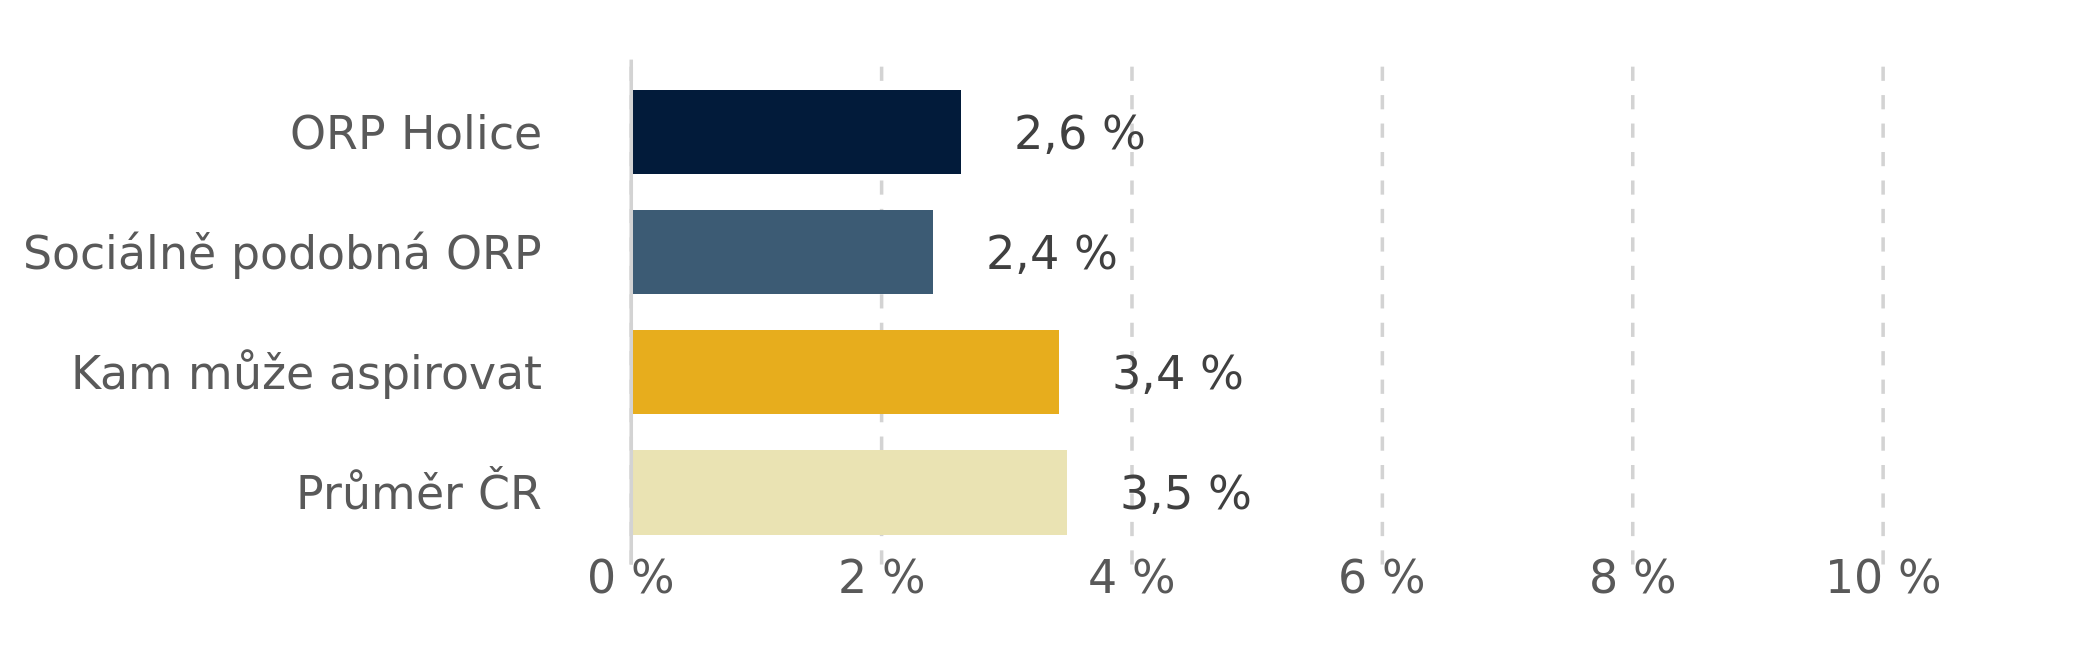 ORP Holice 2,6 %
Sociálně podobná ORP 2,4 %
Kam může aspirovat 3,4 %
Průměr ČR 3,5 %
0 % 2 % 4 % 6 % 8 % 10 %